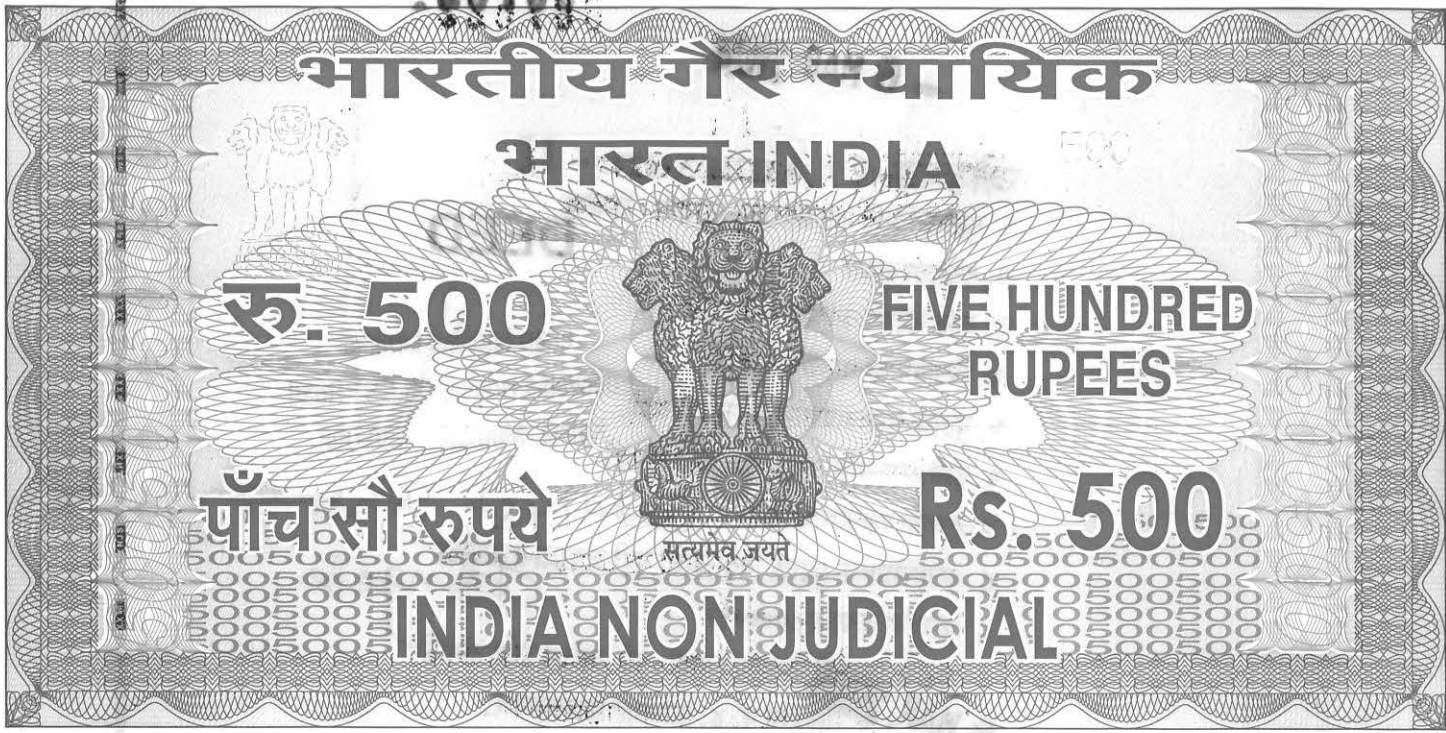 भारतीय गैर न्यायिक
भारत INDIA
रु. 500
FIVE HUNDRED
RUPEES
पाँच सौ रुपये
Rs. 500
सत्यमेव जयते
INDIA NON JUDICIAL